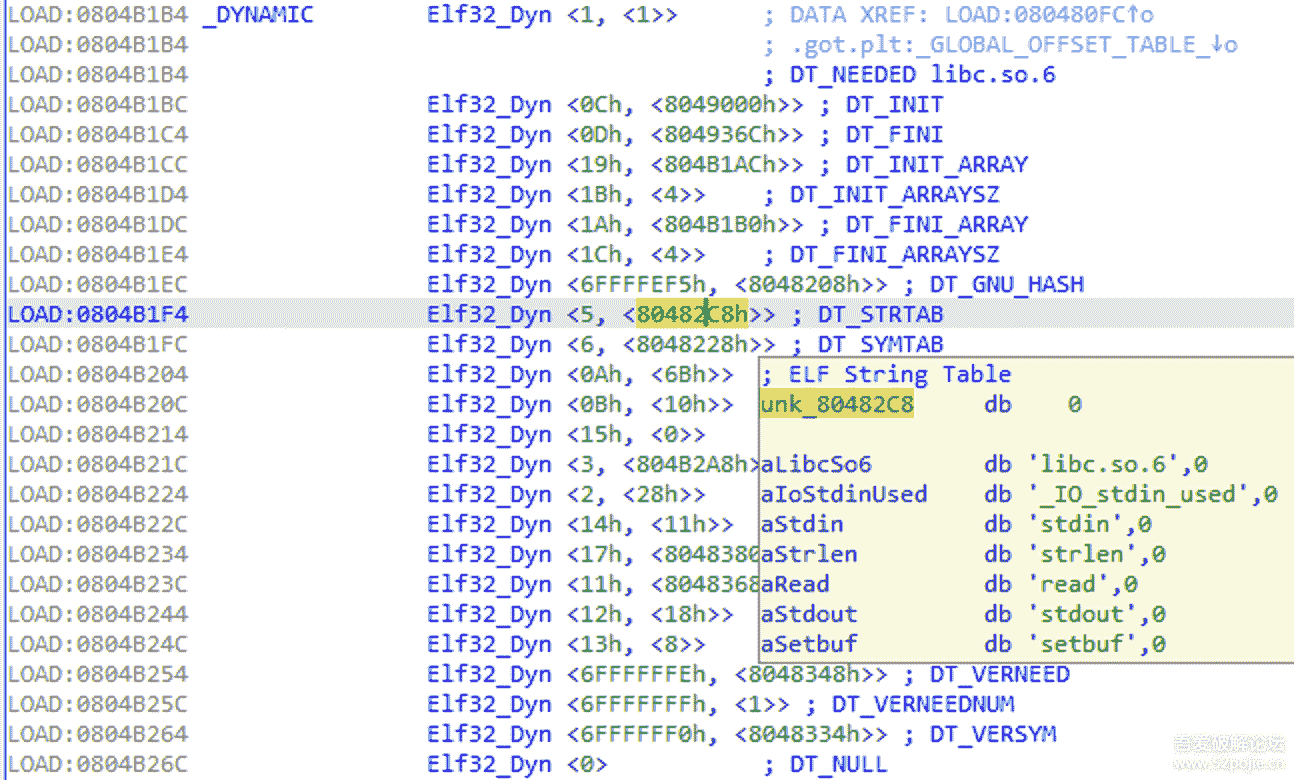 LOAD:0804B1B4 _DYNAMIC Elf32_Dyn <1, <1>> ; DATA XREF: LOAD:080480FC↑o
LOAD:0804B1B4 ; .got.plt:_GLOBAL_OFFSET_TABLE_↓o
LOAD:0804B1B4 ; DT_NEEDED libc.so.6
LOAD:0804B1BC Elf32_Dyn <0Ch, <8049000h>> ; DT_INIT
LOAD:0804B1C4 Elf32_Dyn <0Dh, <804936Ch>> ; DT_FINI
LOAD:0804B1CC Elf32_Dyn <19h, <804B1ACh>> ; DT_INIT_ARRAY
LOAD:0804B1D4 Elf32_Dyn <1Bh, <4>> ; DT_INIT_ARRAYSZ
LOAD:0804B1DC Elf32_Dyn <1Ah, <804B1B0h>> ; DT_FINI_ARRAY
LOAD:0804B1E4 Elf32_Dyn <1Ch, <4>> ; DT_FINI_ARRAYSZ
LOAD:0804B1EC Elf32_Dyn <6FFFFEF5h, <8048208h>> ; DT_GNU_HASH
LOAD:0804B1F4 Elf32_Dyn <5, <80482C8h>> ; DT_STRTAB
LOAD:0804B1FC Elf32_Dyn <6, <8048228h>> ; DT_SYMTAB
LOAD:0804B204 Elf32_Dyn <0Ah, <6Bh>> ; ELF String Table
LOAD:0804B20C Elf32_Dyn <0Bh, <10h>> unk_80482C8 db 0
LOAD:0804B214 Elf32_Dyn <15h, <0>>
LOAD:0804B21C Elf32_Dyn <3, <804B2A8h> aLibcSo6 db 'libc.so.6',0
LOAD:0804B224 Elf32_Dyn <2, <28h>> aIoStdinUsed db '_IO_stdin_used',0
LOAD:0804B22C Elf32_Dyn <14h, <11h>> aStdin db 'stdin',0
LOAD:0804B234 Elf32_Dyn <17h, <8048380 aStrlen db 'strlen',0
LOAD:0804B23C Elf32_Dyn <11h, <8048368 aRead db 'read',0
LOAD:0804B244 Elf32_Dyn <12h, <18h>> aStdout db 'stdout',0
LOAD:0804B24C Elf32_Dyn <13h, <8>> aSetbuf db 'setbuf',0
LOAD:0804B254 Elf32_Dyn <6FFFFFFEh, <8048348h>> ; DT_VERNEED
LOAD:0804B25C Elf32_Dyn <6FFFFFFFh, <1>> ; DT_VERNEEDNUM
LOAD:0804B264 Elf32_Dyn <6FFFFFF0h, <8048334h>> ; DT_VERSYM
LOAD:0804B26C Elf32_Dyn <0> ; DT_NULL
吾爱破解论坛
www.52pojie.cn